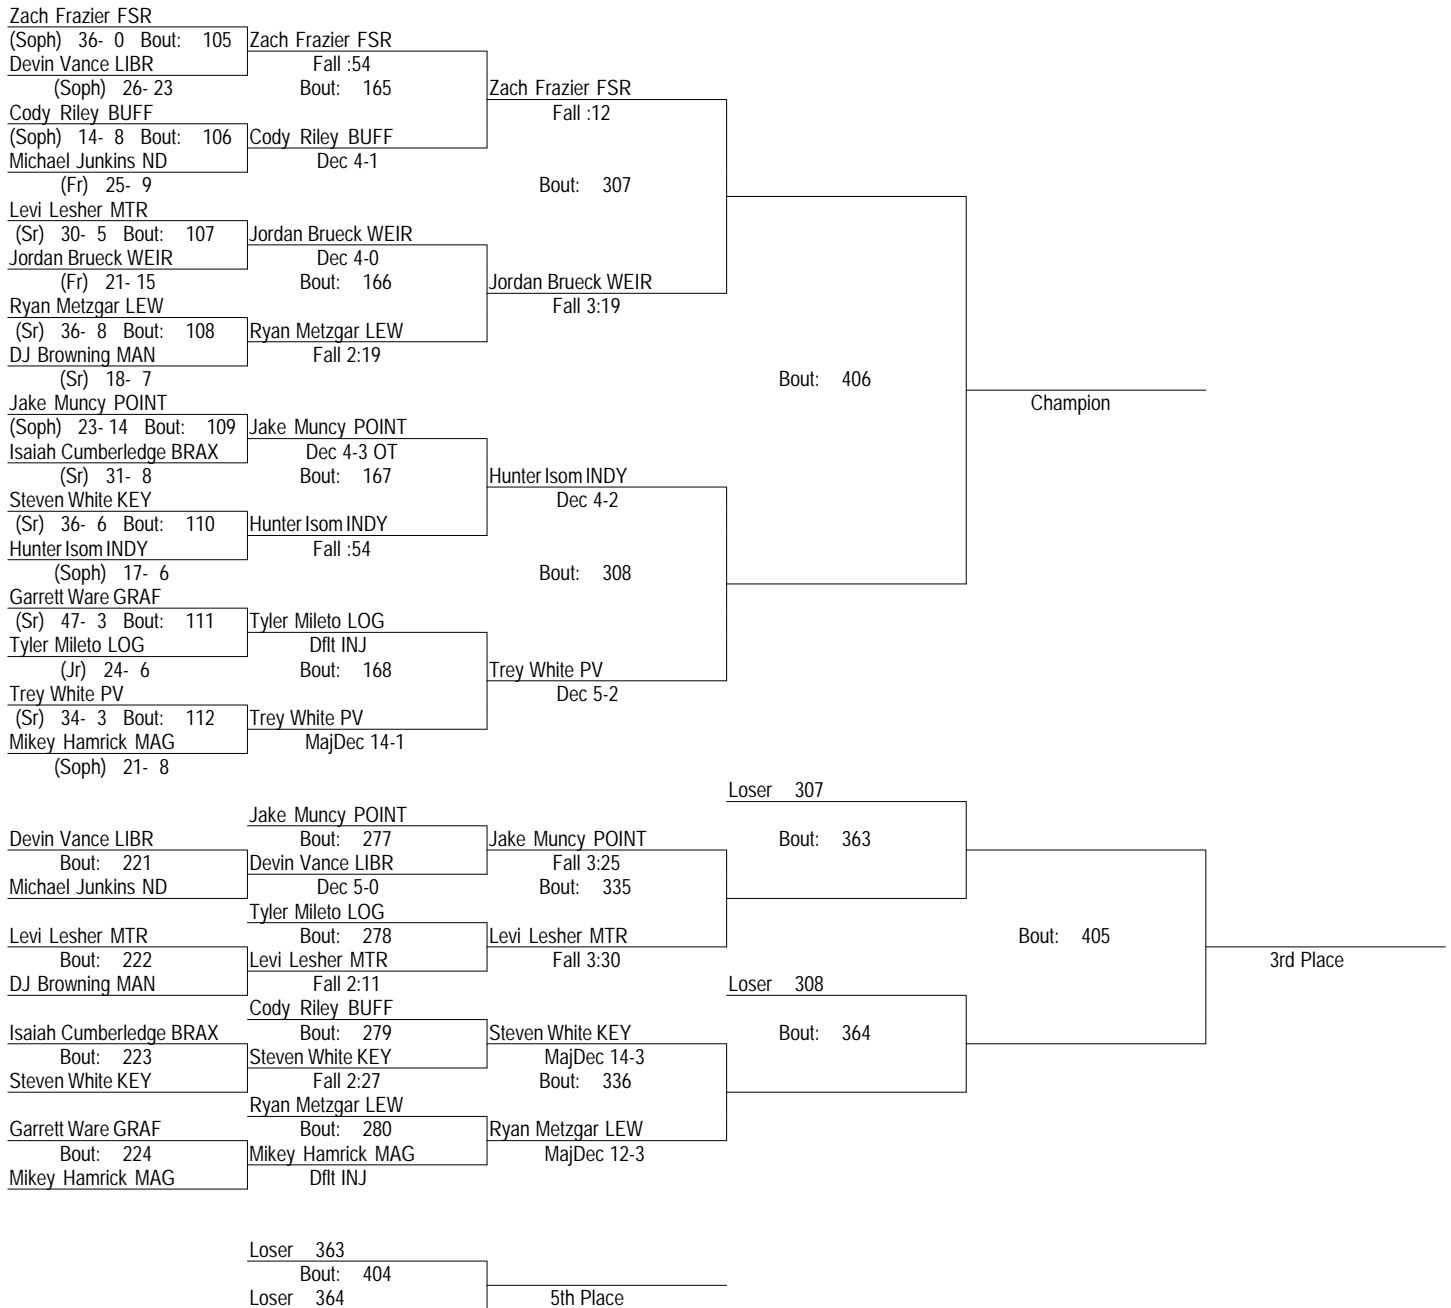 Zach Frazier FSR
(Soph) 36- 0 Bout: 105 Zach Frazier FSR
Devin Vance LIBR Fall :54
(Soph) 26- 23 Bout: 165 Zach Frazier FSR
Cody Riley BUFF Fall :12
(Soph) 14- 8 Bout: 106 Cody Riley BUFF
Michael Junkins ND Dec 4-1
(Fr) 25- 9 Bout: 307
Levi Lesher MTR
(Sr) 30- 5 Bout: 107 Jordan Brueck WEIR
Jordan Brueck WEIR Dec 4-0
(Fr) 21- 15 Bout: 166 Jordan Brueck WEIR
Ryan Metzgar LEW Fall 3:19
(Sr) 36- 8 Bout: 108 Ryan Metzgar LEW
DJ Browning MAN Fall 2:19
(Sr) 18- 7 Bout: 406
Jake Muncy POINT Champion
(Soph) 23- 14 Bout: 109 Jake Muncy POINT
Isaiah Cumberledge BRAX Dec 4-3 OT
(Sr) 31- 8 Bout: 167 Hunter Isom INDY
Steven White KEY Dec 4-2
(Sr) 36- 6 Bout: 110 Hunter Isom INDY
Hunter Isom INDY Fall :54
(Soph) 17- 6 Bout: 308
Garrett Ware GRAF
(Sr) 47- 3 Bout: 111 Tyler Mileto LOG
Tyler Mileto LOG Dflt INJ
(Jr) 24- 6 Bout: 168 Trey White PV
Trey White PV Dec 5-2
(Sr) 34- 3 Bout: 112 Trey White PV
Mikey Hamrick MAG MajDec 14-1
(Soph) 21- 8
Loser 307
Jake Muncy POINT
Devin Vance LIBR Bout: 277 Jake Muncy POINT Bout: 363
Bout: 221 Devin Vance LIBR Fall 3:25
Michael Junkins ND Dec 5-0 Bout: 335
Tyler Mileto LOG
Levi Lesher MTR Bout: 278 Levi Lesher MTR Bout: 405
Bout: 222 Levi Lesher MTR Fall 3:30 3rd Place
DJ Browning MAN Fall 2:11 Loser 308
Cody Riley BUFF
Isaiah Cumberledge BRAX Bout: 279 Steven White KEY Bout: 364
Bout: 223 Steven White KEY MajDec 14-3
Steven White KEY Fall 2:27 Bout: 336
Ryan Metzgar LEW
Garrett Ware GRAF Bout: 280 Ryan Metzgar LEW
Bout: 224 Mikey Hamrick MAG MajDec 12-3
Mikey Hamrick MAG Dflt INJ
Loser 363
Bout: 404
Loser 364 5th Place